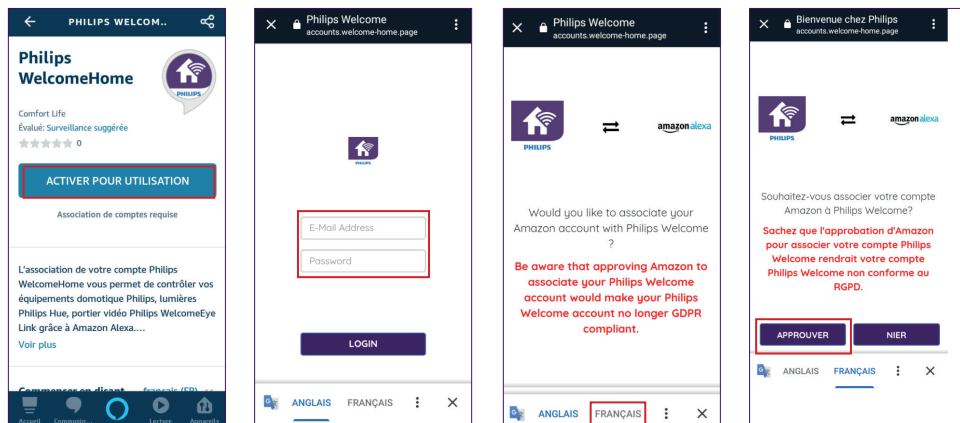 PHILIPS WELCOM..
Philips
WelcomeHome
PHILIPS
Comfort Life
Évalué: Surveillance suggérée
0
ACTIVER POUR UTILISATION
Association de comptes requise
L'association de votre compte Philips
WelcomeHome vous permet de contrôler vos
équipements domotique Philips, lumières
Philips Hue, portier vidéo Philips WelcomeEye
Link grâce à Amazon Alexa....
Voir plus
Commencer en disant français (FR)
Accueil Communiq... Lecture Appareils
Philips Welcome
accounts.welcome-home.page
PHILIPS
E-Mail Address
Password
LOGIN
ANGLAIS FRANÇAIS
Philips Welcome
accounts.welcome-home.page
PHILIPS
amazon alexa
Would you like to associate your
Amazon account with Philips Welcome
?
Be aware that approving Amazon to
associate your Philips Welcome
account would make your Philips
Welcome account no longer GDPR
compliant.
ANGLAIS FRANÇAIS
Bienvenue chez Philips
accounts.welcome-home.page
PHILIPS
amazon alexa
Souhaitez-vous associer votre compte
Amazon à Philips Welcome?
Sachez que l'approbation d'Amazon
pour associer votre compte Philips
Welcome rendrait votre compte
Philips Welcome non conforme au
RGPD.
APPROUVER NIER
ANGLAIS FRANÇAIS